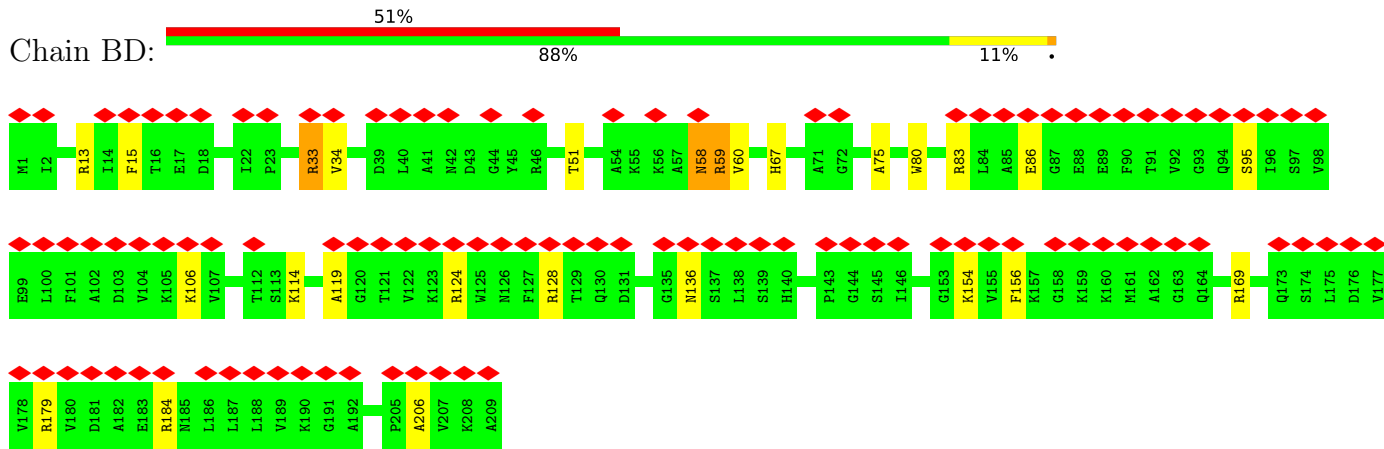 51%
Chain BD:
88% 11% •
M1 I2 R13 I14 F15 T16 E17 D18 I22 P23 R33 V34 D39 L40 A41 N42 D43 G44 Y45 R46 T51 A54 K55 K56 A57 N58 R59 V60 H67 A71 G72 A75 W80 R83 L84 A85 E86 G87 E88 E89 F90 T91 V92 G93 Q94 S95 I96 S97 V98
E99 L100 F101 A102 D103 V104 K105 K106 V107 T112 S113 K114 A119 G120 T121 V122 K123 R124 W125 N126 F127 R128 T129 Q130 D131 G135 N136 S137 L138 S139 H140 P143 G144 S145 I146 G153 K154 V155 F156 K157 G158 K159 K160 M161 A162 G163 Q164 R169 Q173 S174 L175 D176 V177
V178 R179 V180 D181 A182 E183 R184 N185 L186 L187 L188 V189 K190 G191 A192 P205 A206 V207 K208 A209